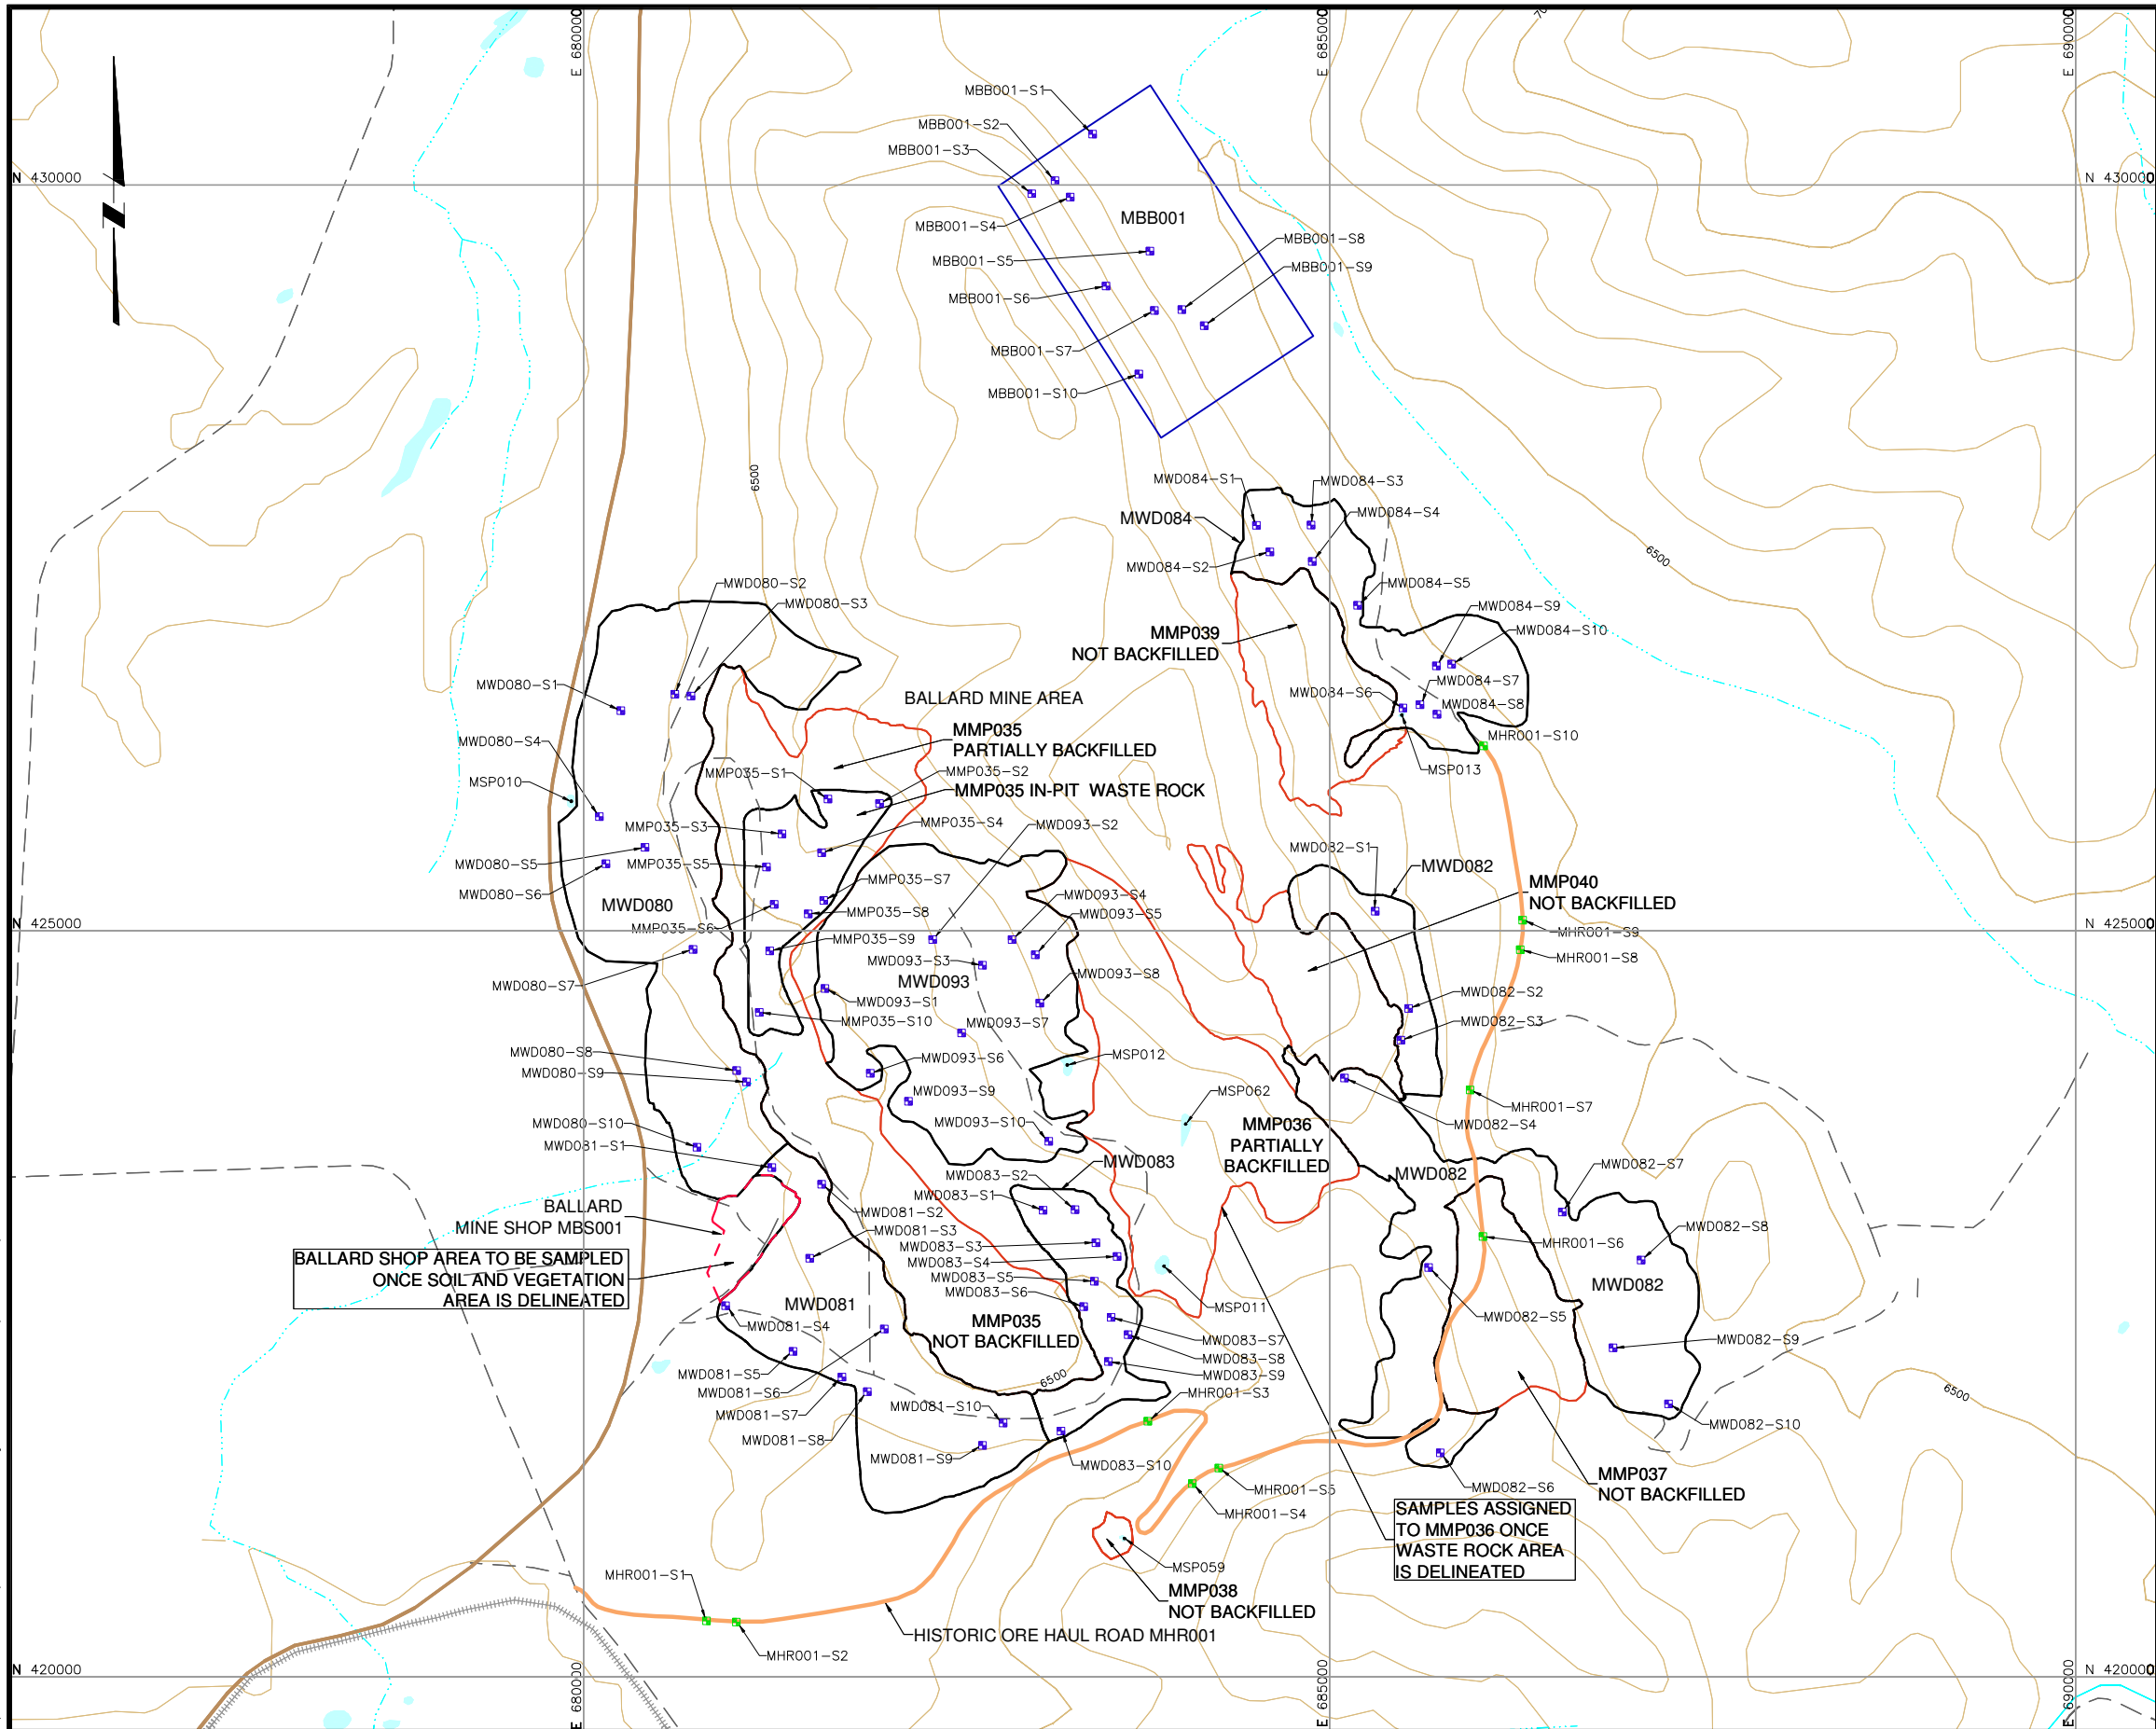 E 680000
E 685000
E 690000
N 430000
N 430000
MBB001-S1
MBB001-S2
MBB001-S3
MBB001-S4
MBB001
MBB001-S5
MBB001-S8
MBB001-S9
MBB001-S6
MBB001-S7
MBB001-S10
6500
MWD084-S1
MWD084-S3
MWD084
MWD084-S4
MWD084-S2
6500
MWD084-S5
MWD080-S2
MWD080-S3
MWD084-S9
MWD084-S10
MMP039
NOT BACKFILLED
MWD080-S1
MWD084-S6
MWD084-S7
MWD084-S8
BALLARD MINE AREA
MMP035
PARTIALLY BACKFILLED
MHR001-S10
MWD080-S4
MSP013
MSP010
MMP035-S1
MMP035-S2
MMP035 IN-PIT WASTE ROCK
MMP035-S3
MMP035-S4
MWD093-S2
MWD080-S5
MMP035-S5
MWD082-S1
MWD082
MWD080-S6
MMP035-S7
MWD093-S4
MMP040
NOT BACKFILLED
MWD080
MMP035-S8
MWD093-S5
N 425000
N 425000
MMP035-S6
MMP035-S9
MHR001-S9
MHR001-S8
MWD093-S3
MWD093
MWD093-S8
MWD080-S7
MWD093-S1
MWD082-S2
MMP035-S10
MWD093-S7
MWD082-S3
MWD080-S8
MWD080-S9
MWD093-S6
MSP012
MSP062
MWD093-S9
MHR001-S7
MWD080-S10
MWD093-S10
MWD082-S4
MMP036
PARTIALLY
BACKFILLED
MWD081-S1
MWD083
MWD082-S7
MWD083-S2
MWD082
MWD083-S1
BALLARD
MINE SHOP MBS001
MWD081-S2
MWD081-S3
MWD082-S8
MWD083-S3
MHR001-S6
BALLARD SHOP AREA TO BE SAMPLED
ONCE SOIL AND VEGETATION
AREA IS DELINEATED
MWD083-S4
MWD083-S5
MWD083-S6
MWD082
MWD081
MSP011
MWD081-S4
MMP035
NOT BACKFILLED
MWD082-S5
MWD083-S7
MWD082-S9
MWD083-S8
MWD081-S5
MWD083-S9
6500
MWD081-S6
MHR001-S3
6500
MWD081-S7
MWD081-S10
MWD082-S10
MWD081-S8
MWD081-S9
MWD083-S10
MMP037
NOT BACKFILLED
MHR001-S5
MWD082-S6
MHR001-S4
SAMPLES ASSIGNED
TO MMP036 ONCE
WASTE ROCK AREA
IS DELINEATED
MSP059
MHR001-S1
MMP038
NOT BACKFILLED
HISTORIC ORE HAUL ROAD MHR001
MHR001-S2
N 420000
N 420000
E 680000
E 685000
E 690000